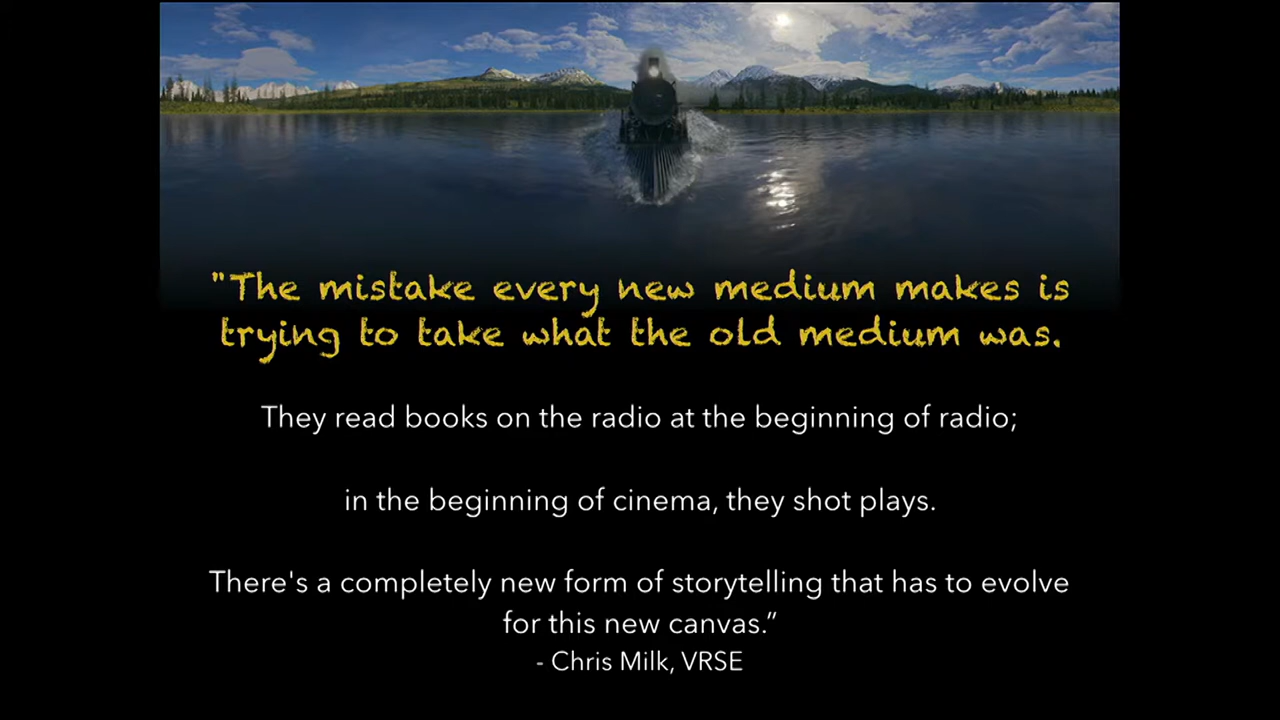 "The mistake every new medium makes is
trying to take what the old medium was.
They read books on the radio at the beginning of radio;
in the beginning of cinema, they shot plays.
There's a completely new form of storytelling that has to evolve
for this new canvas.”
- Chris Milk, VRSE